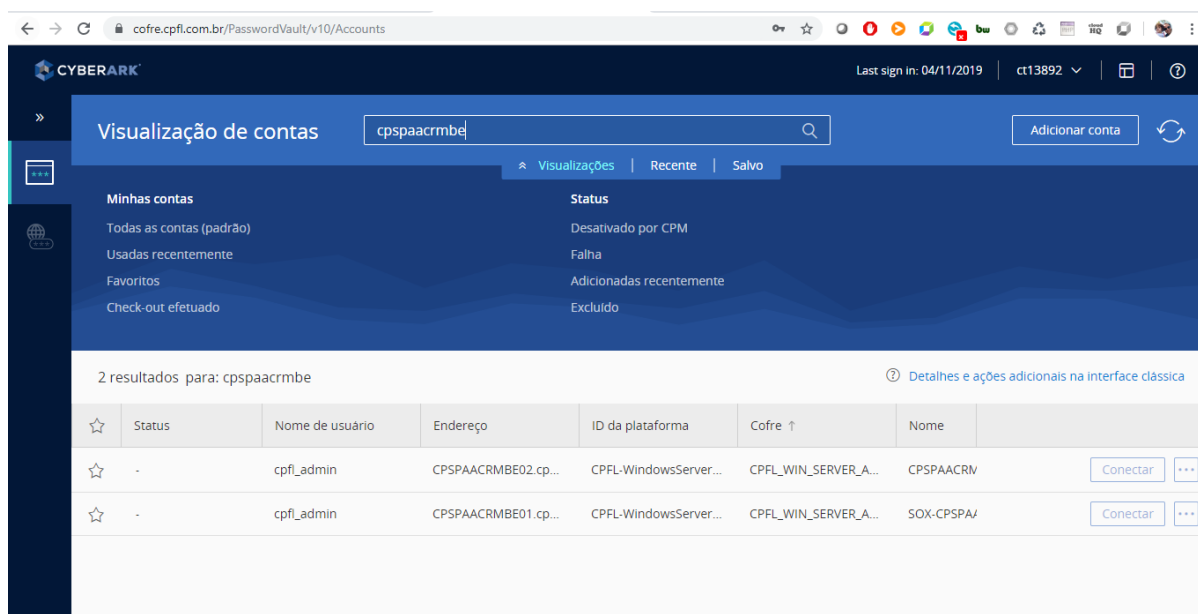 cofre.cpfl.com.br/PasswordVault/v10/Accounts
CYBERARK
Last sign in: 04/11/2019
ct13892
Visualização de contas
cpspaacrmbe
Adicionar conta
Visualizações | Recente | Salvo
Minhas contas
Todas as contas (padrão)
Usadas recentemente
Favoritos
Check-out efetuado
Status
Desativado por CPM
Falha
Adicionadas recentemente
Excluído
2 resultados para: cpspaacrmbe
Detalhes e ações adicionais na interface clássica
Status Nome de usuário Endereço ID da plataforma Cofre ↑ Nome
- cpfl_admin CPSPAACRMBE02.cp... CPFL-WindowsServer... CPFL_WIN_SERVER_A... CPSPAACRM Conectar ...
- cpfl_admin CPSPAACRMBE01.cp... CPFL-WindowsServer... CPFL_WIN_SERVER_A... SOX-CPSPAA Conectar ...